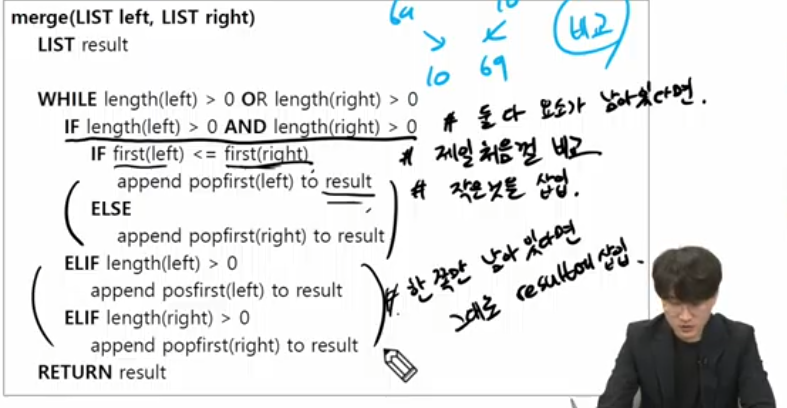 merge(LIST left, LIST right)
LIST result
69 10
10 69
비교
WHILE length(left) > 0 OR length(right) > 0
IF length(left) > 0 AND length(right) > 0 # 둘 다 요소가 남아있다면.
IF first(left) <= first(right) # 제일 처음껄 비교
append popfirst(left) to result # 작은것을 삽입.
ELSE
append popfirst(right) to result
ELIF length(left) > 0 # 한 쪽만 남아 있다면
append posfirst(left) to result 그대로 result에 삽입.
ELIF length(right) > 0
append popfirst(right) to result
RETURN result